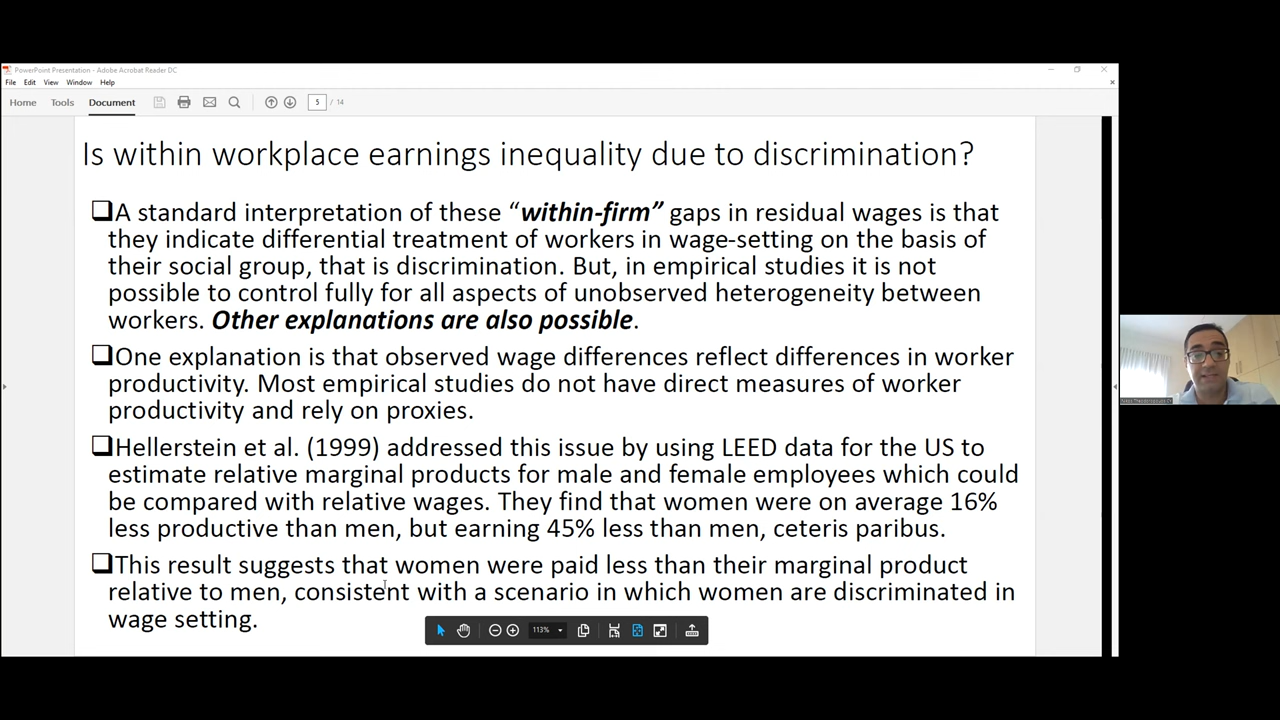 PowerPoint Presentation - Adobe Acrobat Reader DC
File Edit View Window Help
Home Tools Document 5 / 14
Is within workplace earnings inequality due to discrimination?
A standard interpretation of these “within-firm” gaps in residual wages is that
they indicate differential treatment of workers in wage-setting on the basis of
their social group, that is discrimination. But, in empirical studies it is not
possible to control fully for all aspects of unobserved heterogeneity between
workers. Other explanations are also possible.
One explanation is that observed wage differences reflect differences in worker
productivity. Most empirical studies do not have direct measures of worker
productivity and rely on proxies.
Hellerstein et al. (1999) addressed this issue by using LEED data for the US to
estimate relative marginal products for male and female employees which could
be compared with relative wages. They find that women were on average 16%
less productive than men, but earning 45% less than men, ceteris paribus.
This result suggests that women were paid less than their marginal product
relative to men, consistent with a scenario in which women are discriminated in
wage setting.
113%